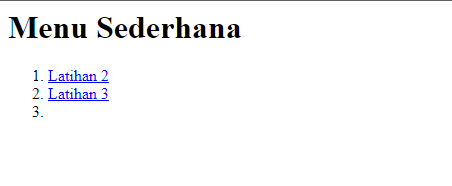 Menu Sederhana
1. Latihan 2
2. Latihan 3
3.